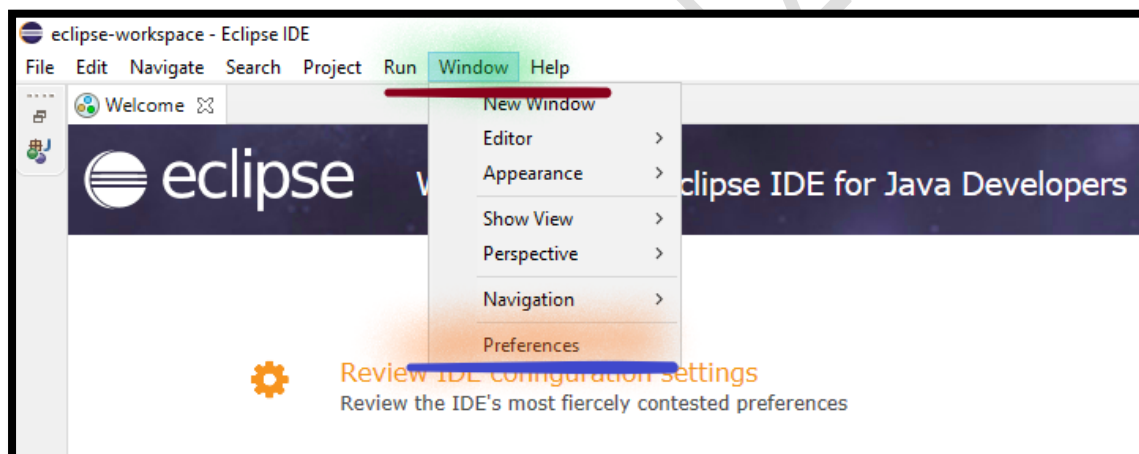 eclipse-workspace - Eclipse IDE
File Edit Navigate Search Project Run Window Help
Welcome
New Window
Editor
Appearance
Show View
Perspective
Navigation
Preferences
eclipse
clipse IDE for Java Developers
Review IDE configuration settings
Review the IDE's most fiercely contested preferences